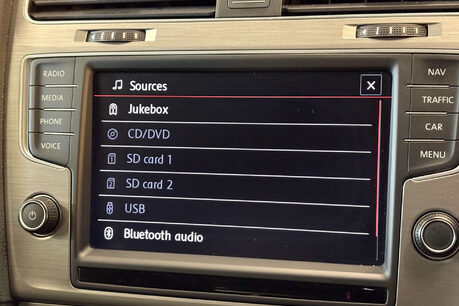 RADIO
MEDIA
PHONE
VOICE
Sources
Jukebox
CD/DVD
SD card 1
SD card 2
USB
Bluetooth audio
NAV
TRAFFIC
CAR
MENU